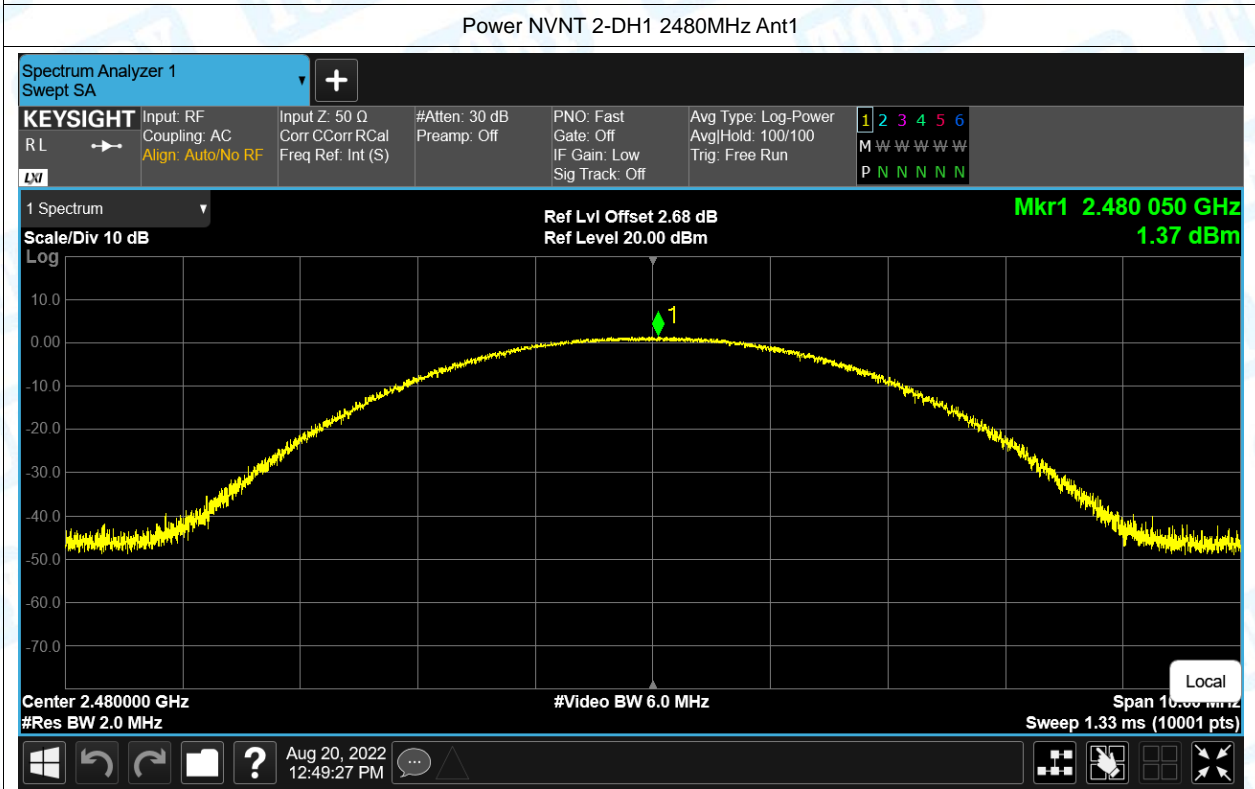 Power NVNT 2-DH1 2480MHz Ant1
Spectrum Analyzer 1
Swept SA
KEYSIGHT
R L
LXI
Input: RF
Coupling: AC
Align: Auto/No RF
Input Z: 50 Ω
Corr CCorr RCal
Freq Ref: Int (S)
#Atten: 30 dB
Preamp: Off
PNO: Fast
Gate: Off
IF Gain: Low
Sig Track: Off
Avg Type: Log-Power
Avg|Hold: 100/100
Trig: Free Run
1 2 3 4 5 6
M W W W W W
P N N N N N
1 Spectrum
Scale/Div 10 dB
Ref Lvl Offset 2.68 dB
Ref Level 20.00 dBm
Mkr1 2.480 050 GHz
1.37 dBm
Log
10.0
0.00
-10.0
-20.0
-30.0
-40.0
-50.0
-60.0
-70.0
1
Center 2.480000 GHz
#Res BW 2.0 MHz
#Video BW 6.0 MHz
Local
Span 10.00 MHz
Sweep 1.33 ms (10001 pts)
?
Aug 20, 2022
12:49:27 PM